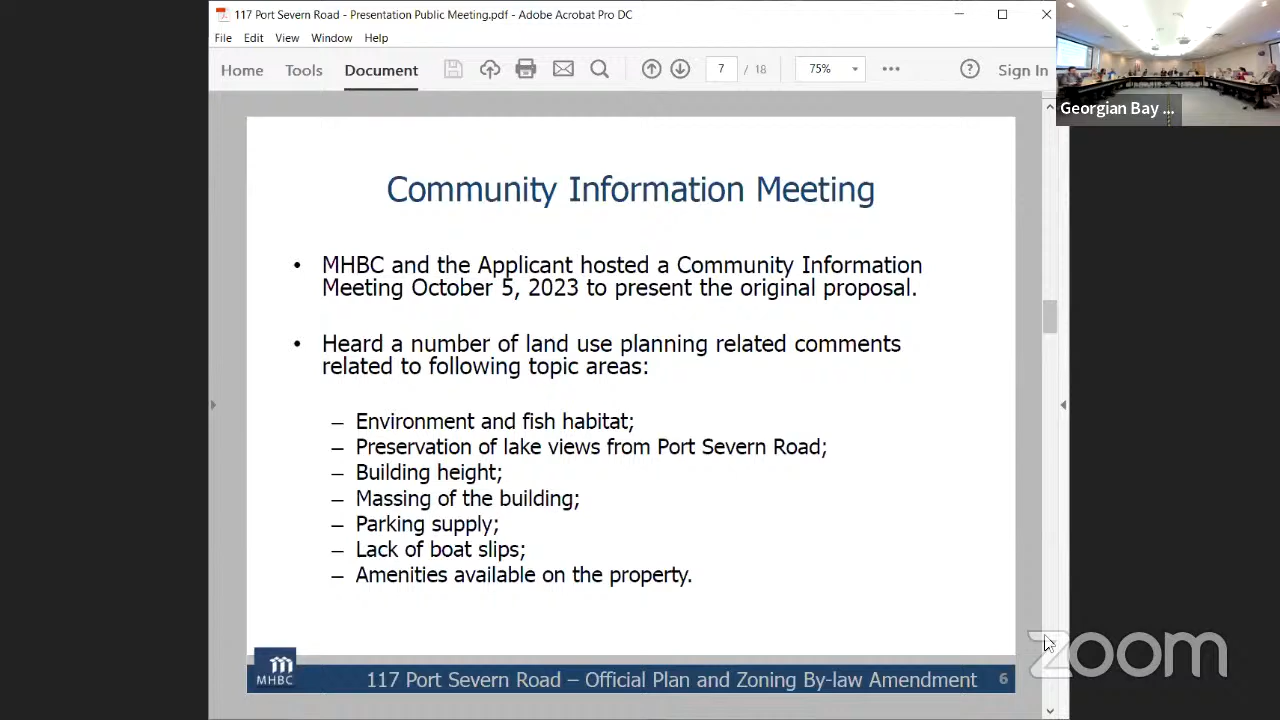 117 Port Severn Road - Presentation Public Meeting.pdf - Adobe Acrobat Pro DC
File Edit View Window Help
Home Tools Document 7 / 18 75% ••• ? Sign In
Georgian Bay ...
Community Information Meeting
• MHBC and the Applicant hosted a Community Information
Meeting October 5, 2023 to present the original proposal.
• Heard a number of land use planning related comments
related to following topic areas:
– Environment and fish habitat;
– Preservation of lake views from Port Severn Road;
– Building height;
– Massing of the building;
– Parking supply;
– Lack of boat slips;
– Amenities available on the property.
MHBC
117 Port Severn Road – Official Plan and Zoning By-law Amendment 6
zoom